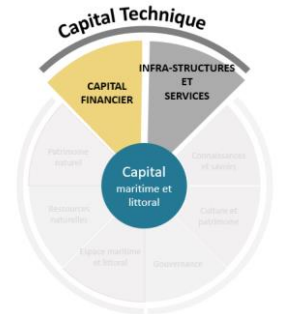 Capital Technique
CAPITAL
FINANCIER
INFRA-STRUCTURES
ET
SERVICES
Patrimoine
naturel
Connaissances
et savoirs
Capital
maritime et
littoral
Ressources
naturelles
Culture et
patrimoine
Espace maritime
et littoral
Gouvernance